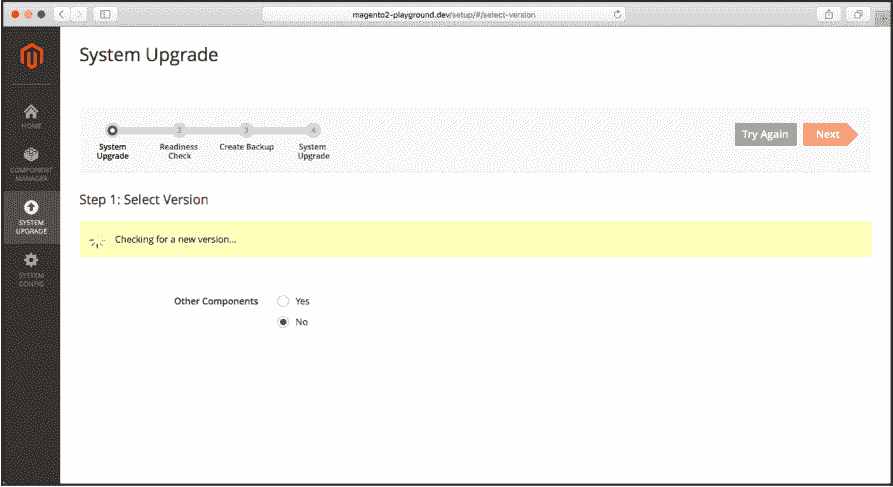 magento2-playground.dev/setup/#/select-version
System Upgrade
HOME
COMPONENT
MANAGER
SYSTEM
UPGRADE
SYSTEM
CONFIG
1 2 3 4
System
Upgrade
Readiness
Check
Create Backup
System
Upgrade
Try Again
Next
Step 1: Select Version
Checking for a new version...
Other Components
Yes
No